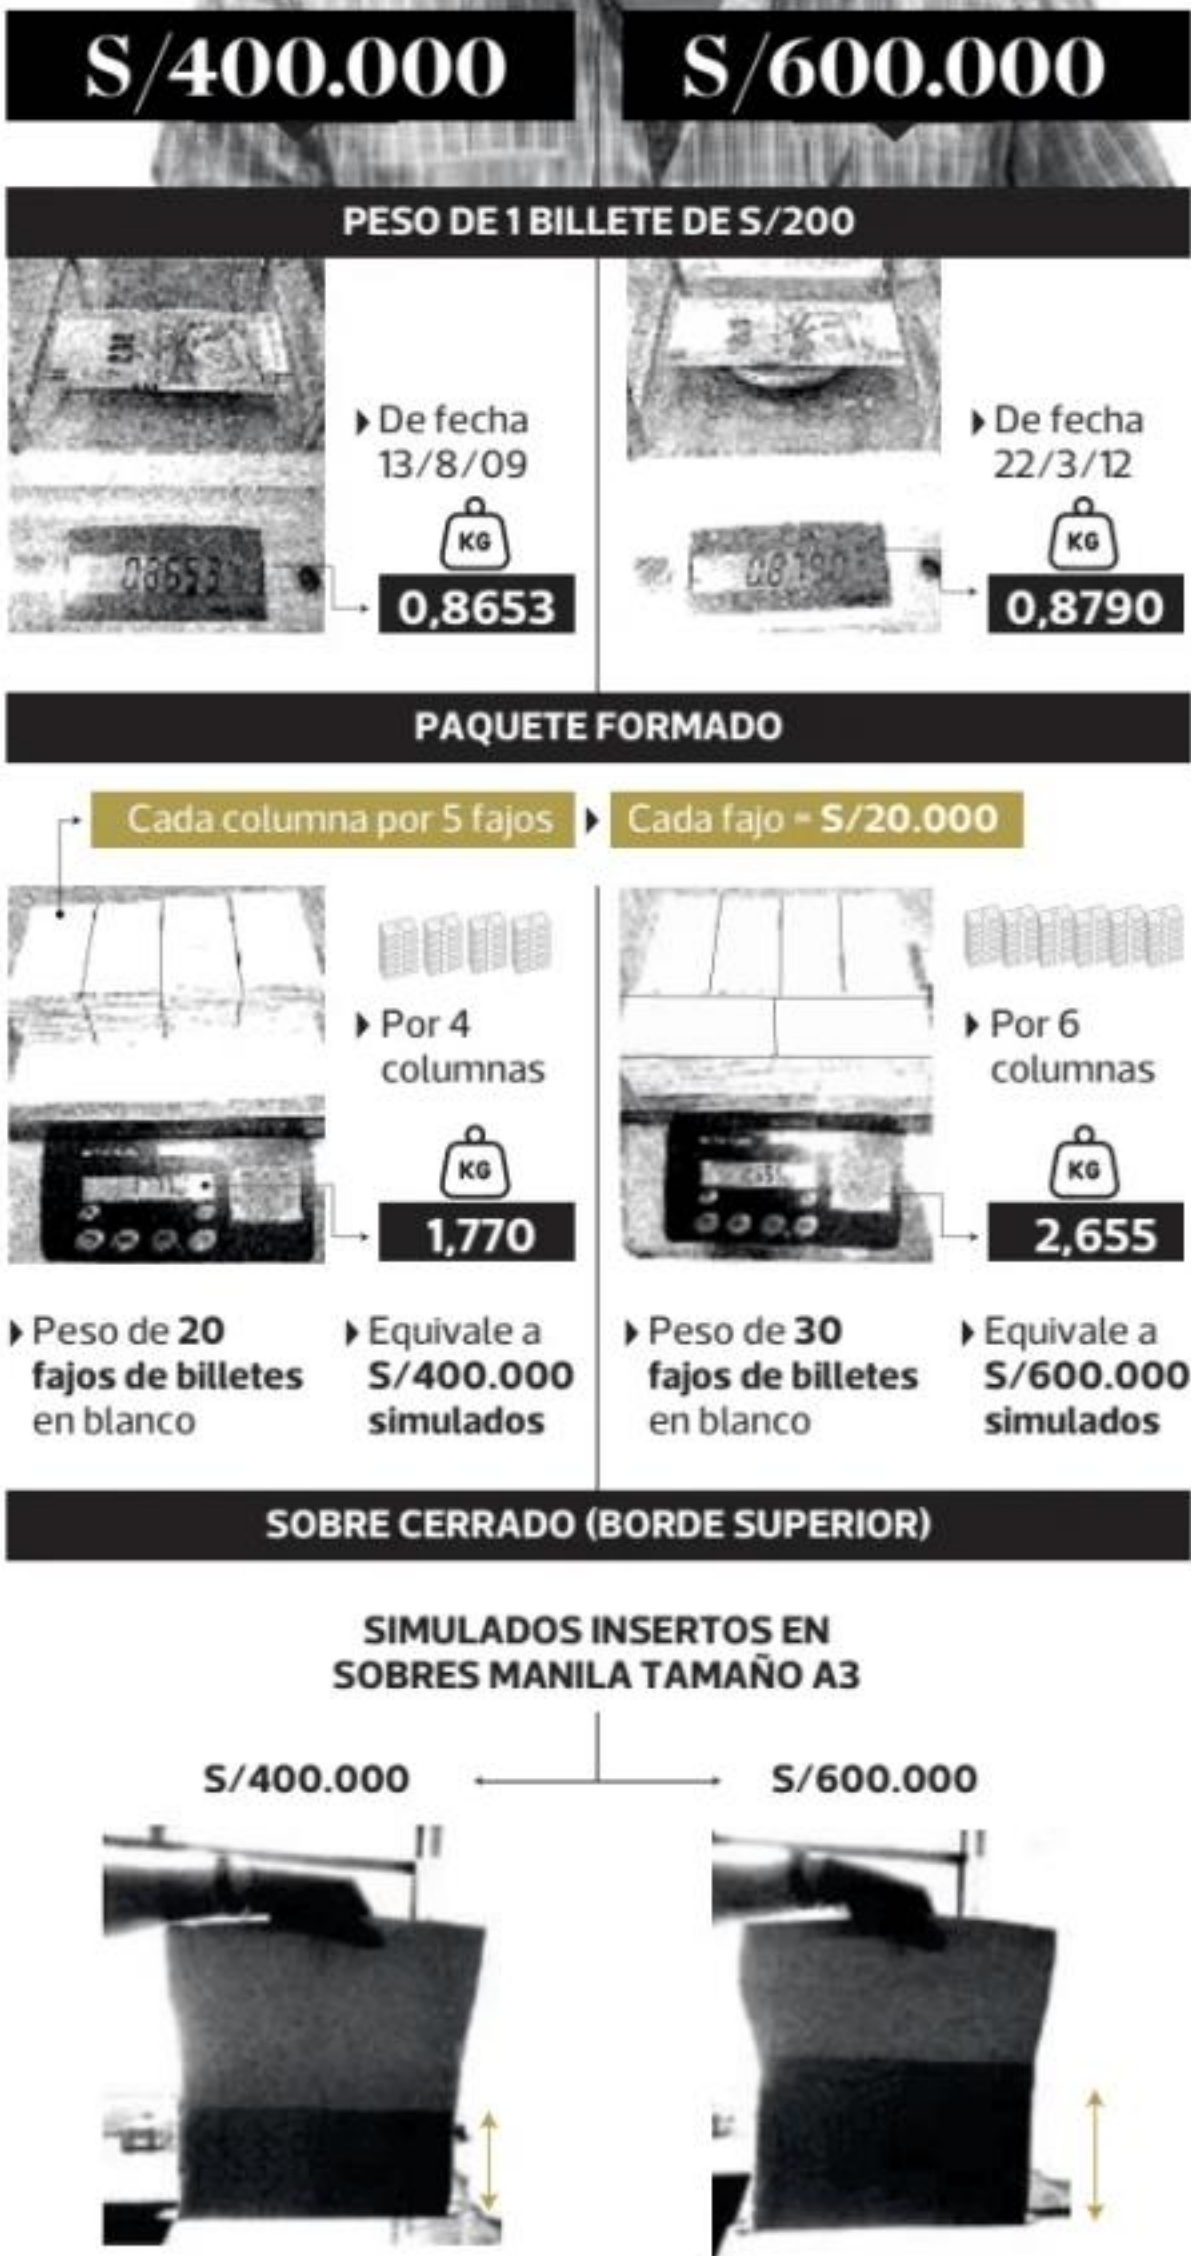 S/400.000
S/600.000
PESO DE 1 BILLETE DE S/200
De fecha
13/8/09
KG
0,8653
08653
De fecha
22/3/12
KG
0,8790
08790
PAQUETE FORMADO
Cada columna por 5 fajos
Cada fajo = S/20.000
Por 4
columnas
KG
1,770
Por 6
columnas
KG
2,655
Peso de 20
fajos de billetes
en blanco
Equivale a
S/400.000
simulados
Peso de 30
fajos de billetes
en blanco
Equivale a
S/600.000
simulados
SOBRE CERRADO (BORDE SUPERIOR)
SIMULADOS INSERTOS EN
SOBRES MANILA TAMAÑO A3
S/400.000
S/600.000